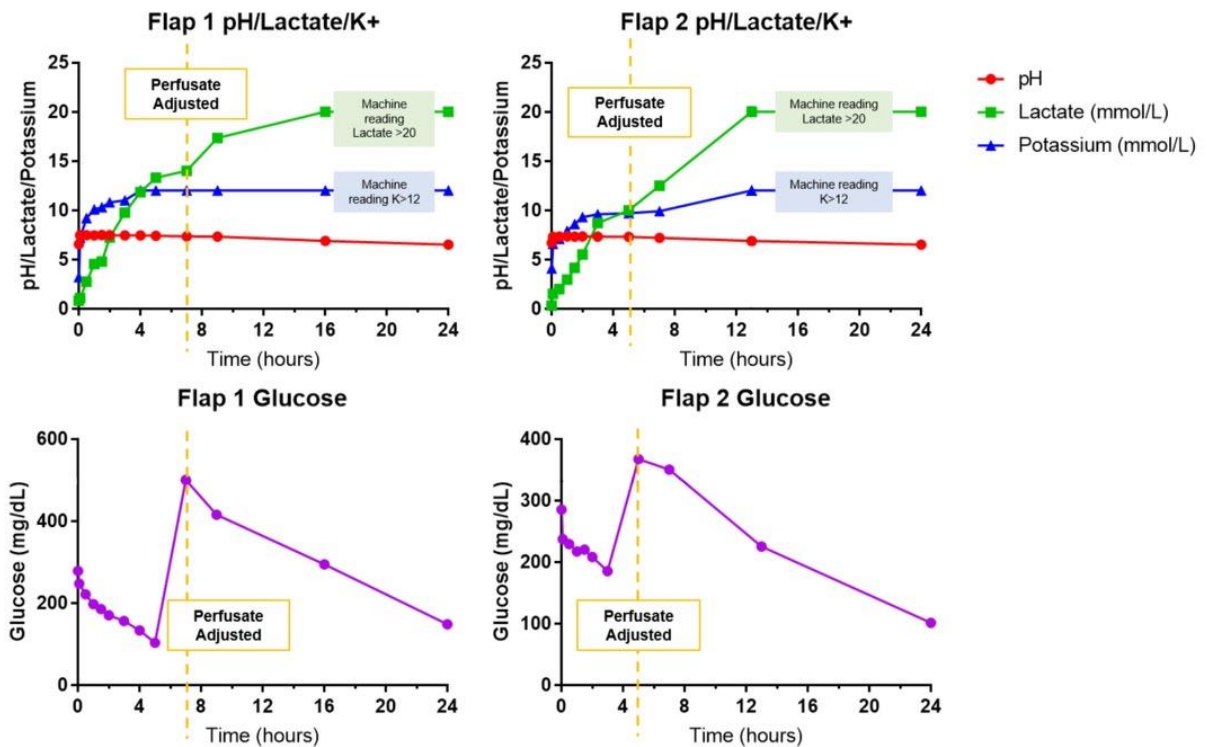 Flap 1 pH/Lactate/K+
pH/Lactate/Potassium
25
20
15
10
5
0
Perfusate
Adjusted
Machine
reading
Lactate >20
Machine
reading K>12
0 4 8 12 16 20 24
Time (hours)
Flap 2 pH/Lactate/K+
pH/Lactate/Potassium
25
20
15
10
5
0
Perfusate
Adjusted
Machine reading
Lactate >20
Machine reading
K>12
0 4 8 12 16 20 24
Time (hours)
pH
Lactate (mmol/L)
Potassium (mmol/L)
Flap 1 Glucose
Glucose (mg/dL)
600
400
200
0
Perfusate
Adjusted
0 4 8 12 16 20 24
Time (hours)
Flap 2 Glucose
Glucose (mg/dL)
400
300
200
100
0
Perfusate
Adjusted
0 4 8 12 16 20 24
Time (hours)